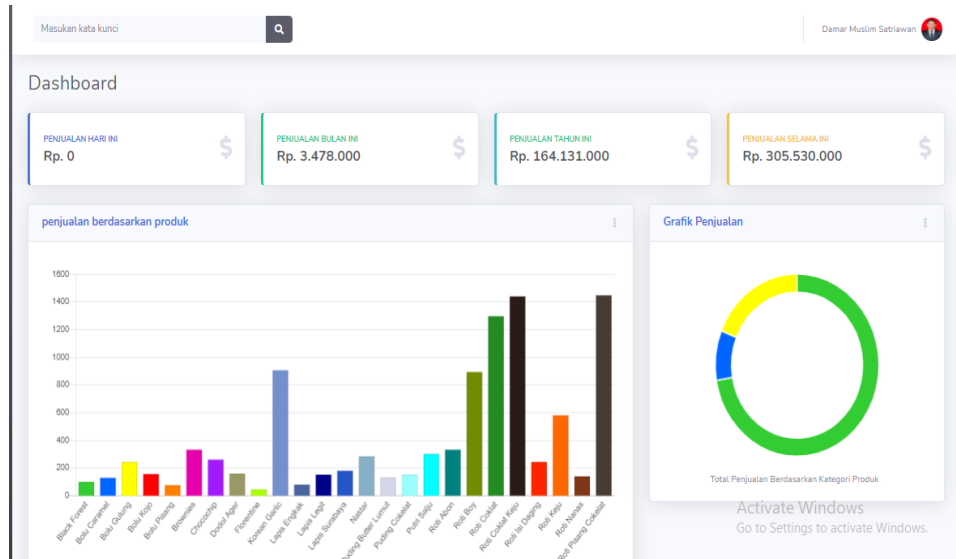 Masukan kata kunci
Damar Muslim Satriawan
Dashboard
PENJUALAN HARI INI
Rp. 0
$
PENJUALAN BULAN INI
Rp. 3.478.000
$
PENJUALAN TAHUN INI
Rp. 164.131.000
$
PENJUALAN SELAMA INI
Rp. 305.530.000
$
penjualan berdasarkan produk
1600
1400
1200
1000
800
600
400
200
0
Black Forest
Bolu Caramel
Bolu Gulung
Bolu Kojo
Bolu Pisang
Brownies
Chocochip
Dodol Ager
Florentine
Korean Garlic
Lapis Engkak
Lapis Legit
Lapis Surabaya
Nastar
Puding Butter Lumut
Puding Cokelat
Putri Salju
Roti Abon
Roti Boy
Roti Coklat
Roti Coklat Keju
Roti Isi Daging
Roti Keju
Roti Nanas
Roti Pisang Cokelat
Grafik Penjualan
Total Penjualan Berdasarkan Kategori Produk
Activate Windows
Go to Settings to activate Windows.